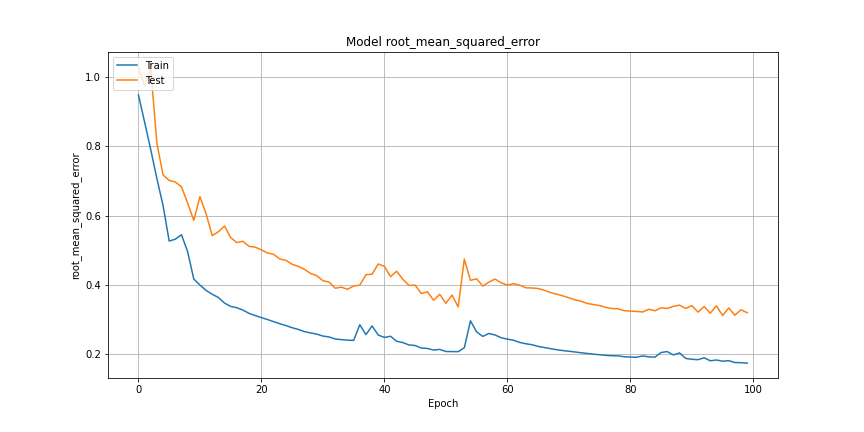 Model root_mean_squared_error
Train
Test
root_mean_squared_error
1.0
0.8
0.6
0.4
0.2
0 20 40 60 80 100
Epoch